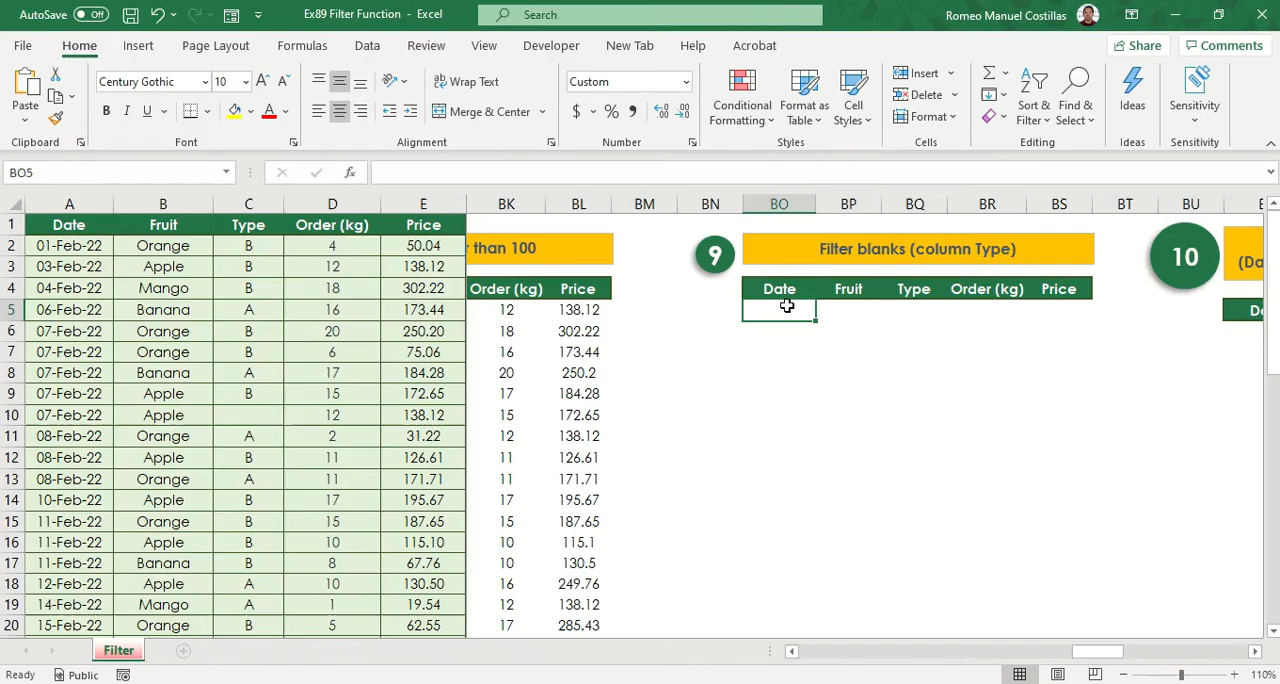 AutoSave Off Ex89 Filter Function - Excel Search Romeo Manuel Costillas
File Home Insert Page Layout Formulas Data Review View Developer New Tab Help Acrobat Share Comments
Century Gothic 10 Wrap Text Custom Insert
Paste Merge & Center Conditional Formatting Format as Table Cell Styles Delete Format Sort & Filter Find & Select Ideas Sensitivity
Clipboard Font Alignment Number Styles Cells Editing Ideas Sensitivity
BO5
A B C D E BK BL BM BN BO BP BQ BR BS BT BU
1 Date Fruit Type Order (kg) Price
2 01-Feb-22 Orange B 4 50.04 than 100 9 Filter blanks (column Type) 10 (Da
3 03-Feb-22 Apple B 12 138.12
4 04-Feb-22 Mango B 18 302.22 Order (kg) Price Date Fruit Type Order (kg) Price
5 06-Feb-22 Banana A 16 173.44 12 138.12
6 07-Feb-22 Orange B 20 250.20 18 302.22
7 07-Feb-22 Orange B 6 75.06 16 173.44
8 07-Feb-22 Banana A 17 184.28 20 250.2
9 07-Feb-22 Apple B 15 172.65 17 184.28
10 07-Feb-22 Apple 12 138.12 15 172.65
11 08-Feb-22 Orange A 2 31.22 12 138.12
12 08-Feb-22 Apple B 11 126.61 11 126.61
13 08-Feb-22 Orange A 11 171.71 11 171.71
14 10-Feb-22 Apple B 17 195.67 17 195.67
15 11-Feb-22 Orange B 15 187.65 15 187.65
16 11-Feb-22 Apple B 10 115.10 10 115.1
17 11-Feb-22 Banana B 8 67.76 10 130.5
18 12-Feb-22 Apple A 10 130.50 16 249.76
19 14-Feb-22 Mango A 1 19.54 12 138.12
20 15-Feb-22 Orange B 5 62.55 17 285.43
Filter
Ready Public 110%